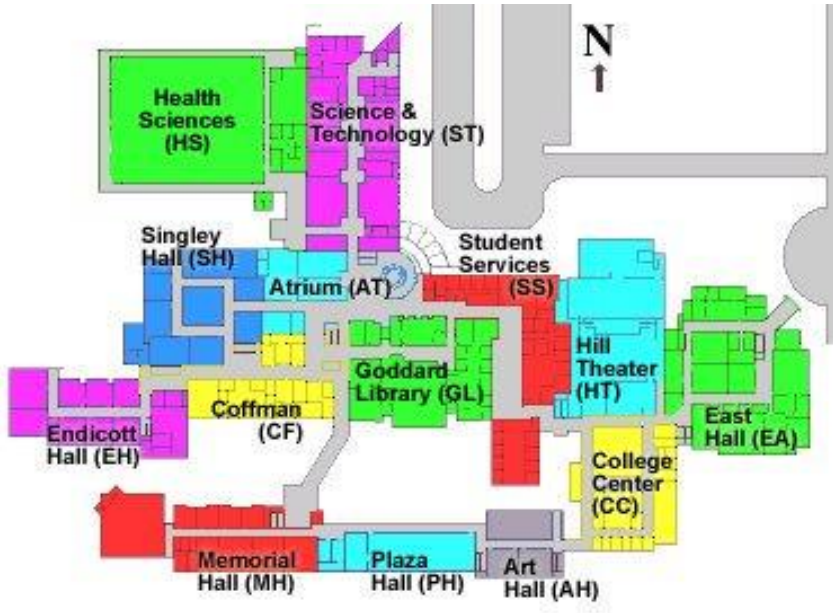 N
Health
Sciences
(HS)
Science &
Technology (ST)
Singley
Hall (SH)
Student
Services
(SS)
Atrium (AT)
Hill
Theater
(HT)
Goddard
Library (GL)
Coffman
(CF)
East
Hall (EA)
Endicott
Hall (EH)
College
Center
(CC)
Memorial
Hall (MH)
Plaza
Hall (PH)
Art
Hall (AH)